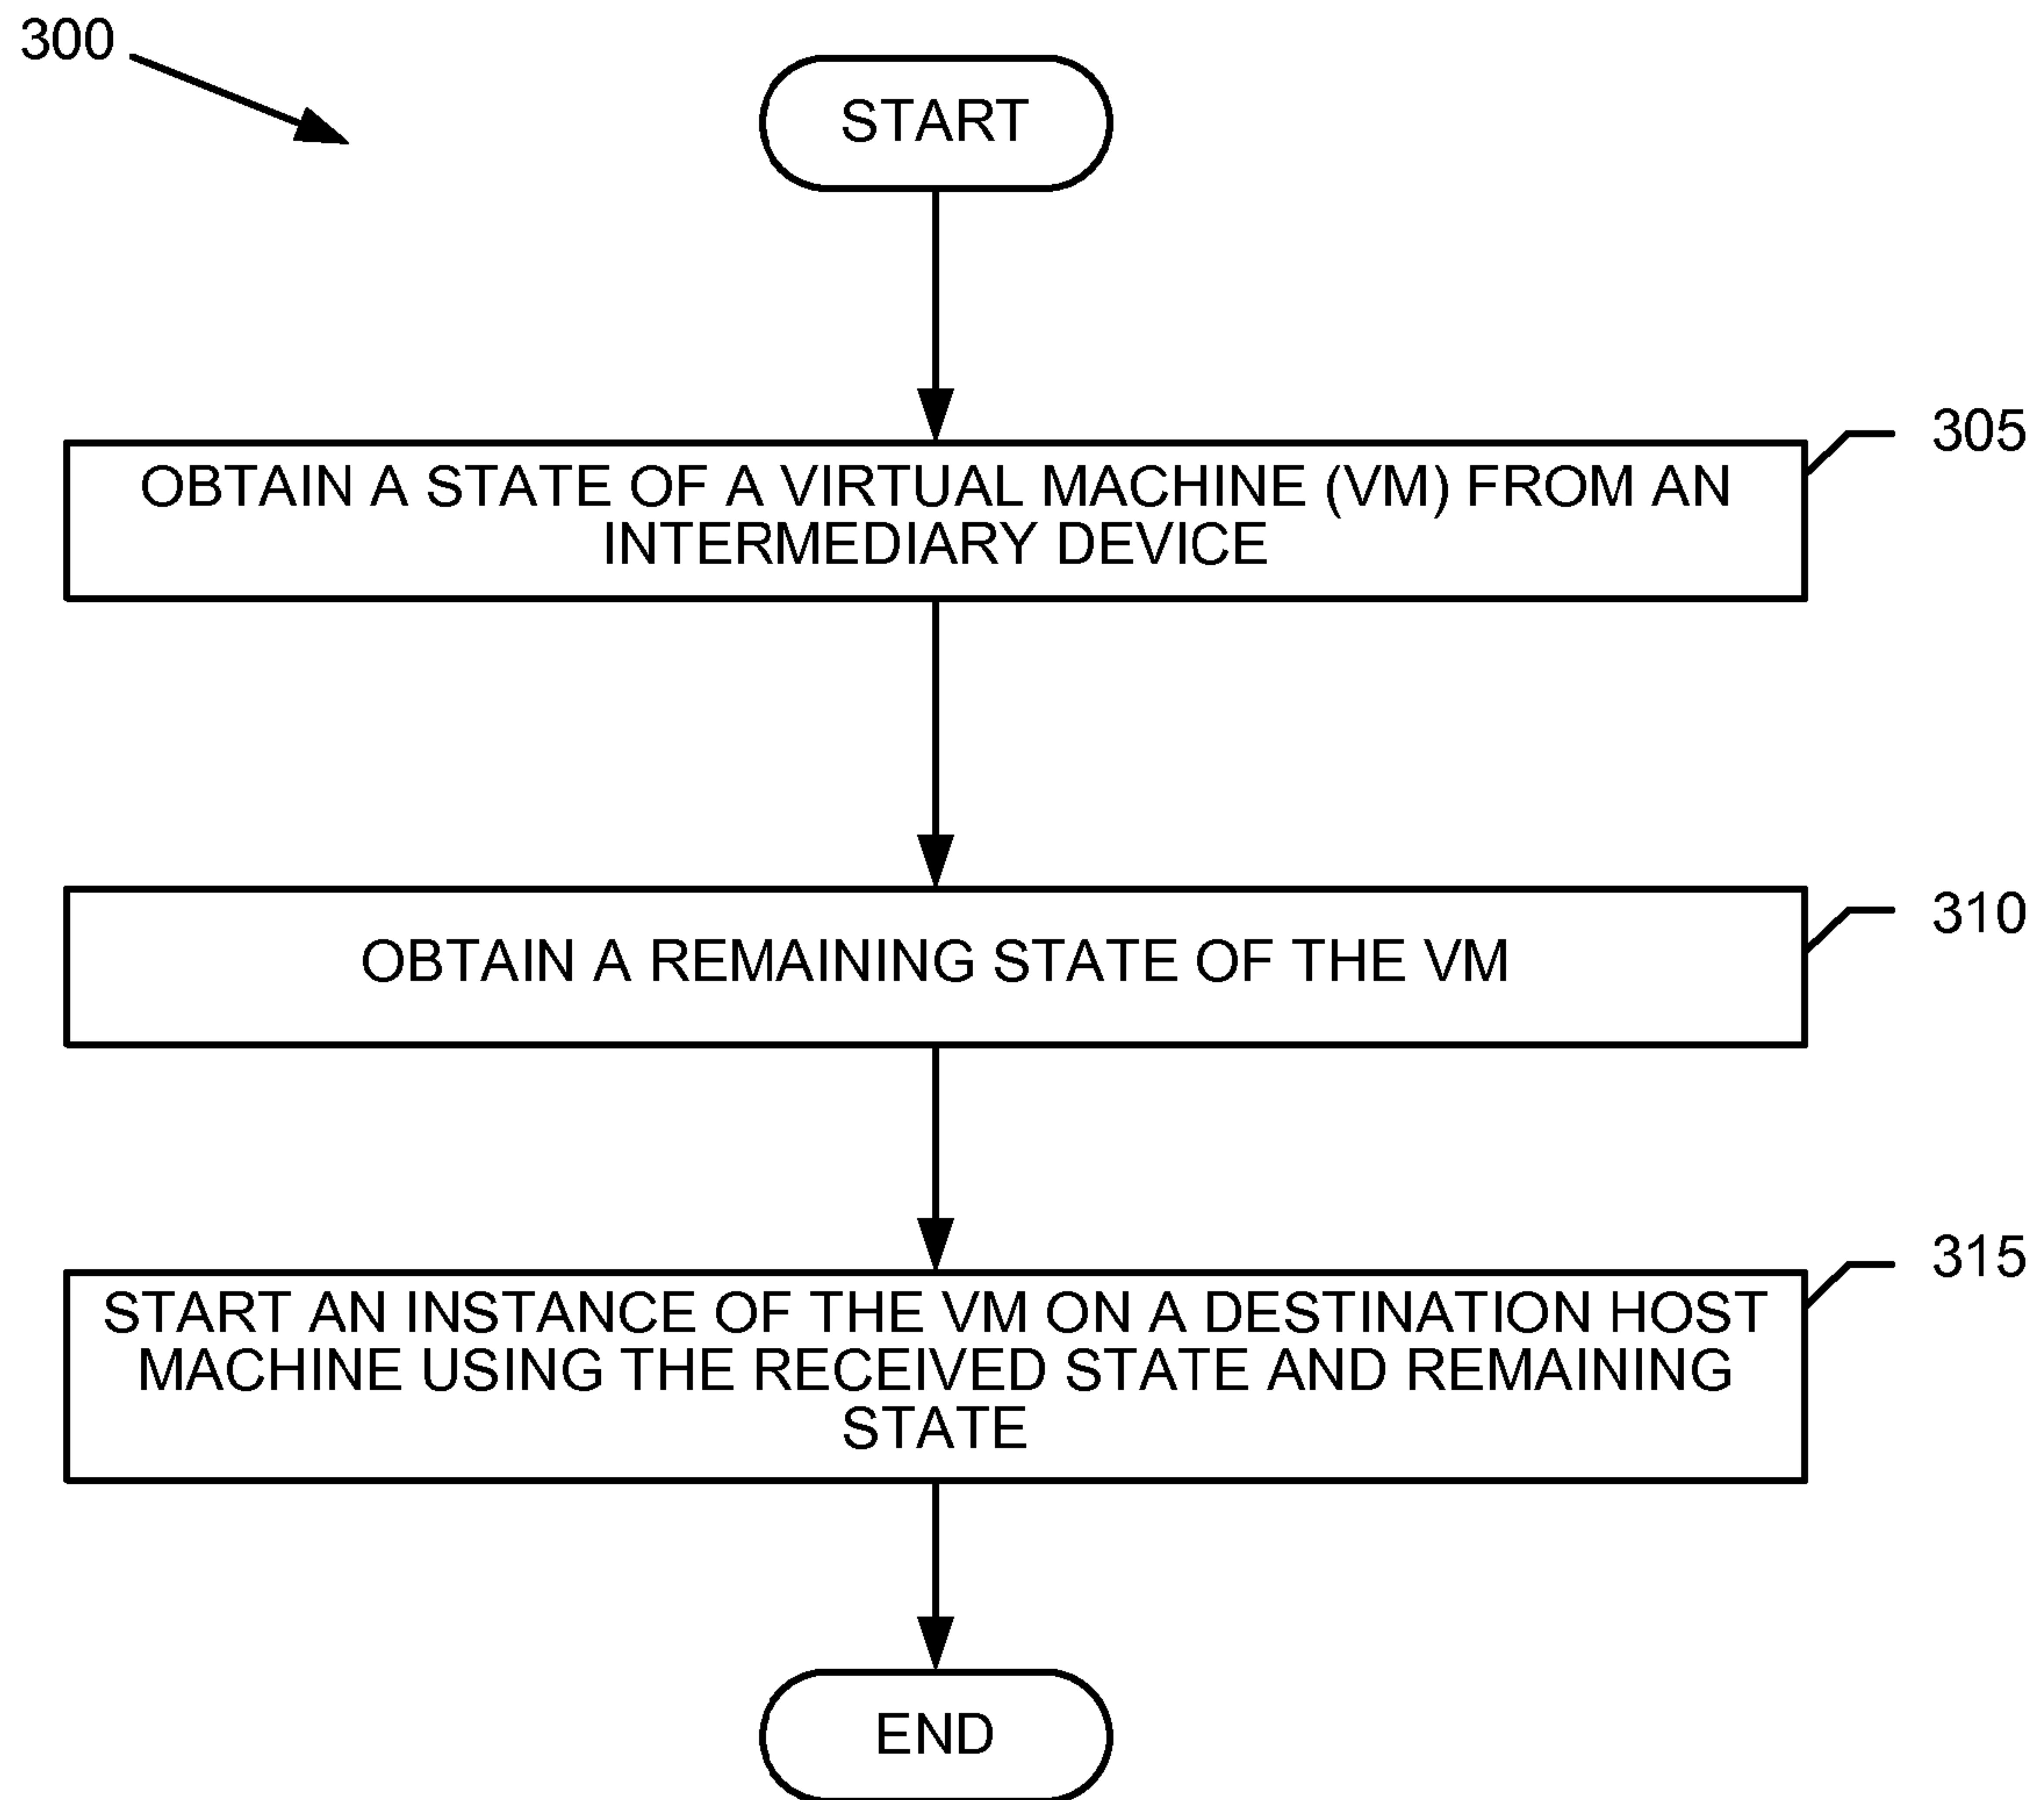 300
START
305
OBTAIN A STATE OF A VIRTUAL MACHINE (VM) FROM AN
INTERMEDIARY DEVICE
310
OBTAIN A REMAINING STATE OF THE VM
315
START AN INSTANCE OF THE VM ON A DESTINATION HOST
MACHINE USING THE RECEIVED STATE AND REMAINING
STATE
END